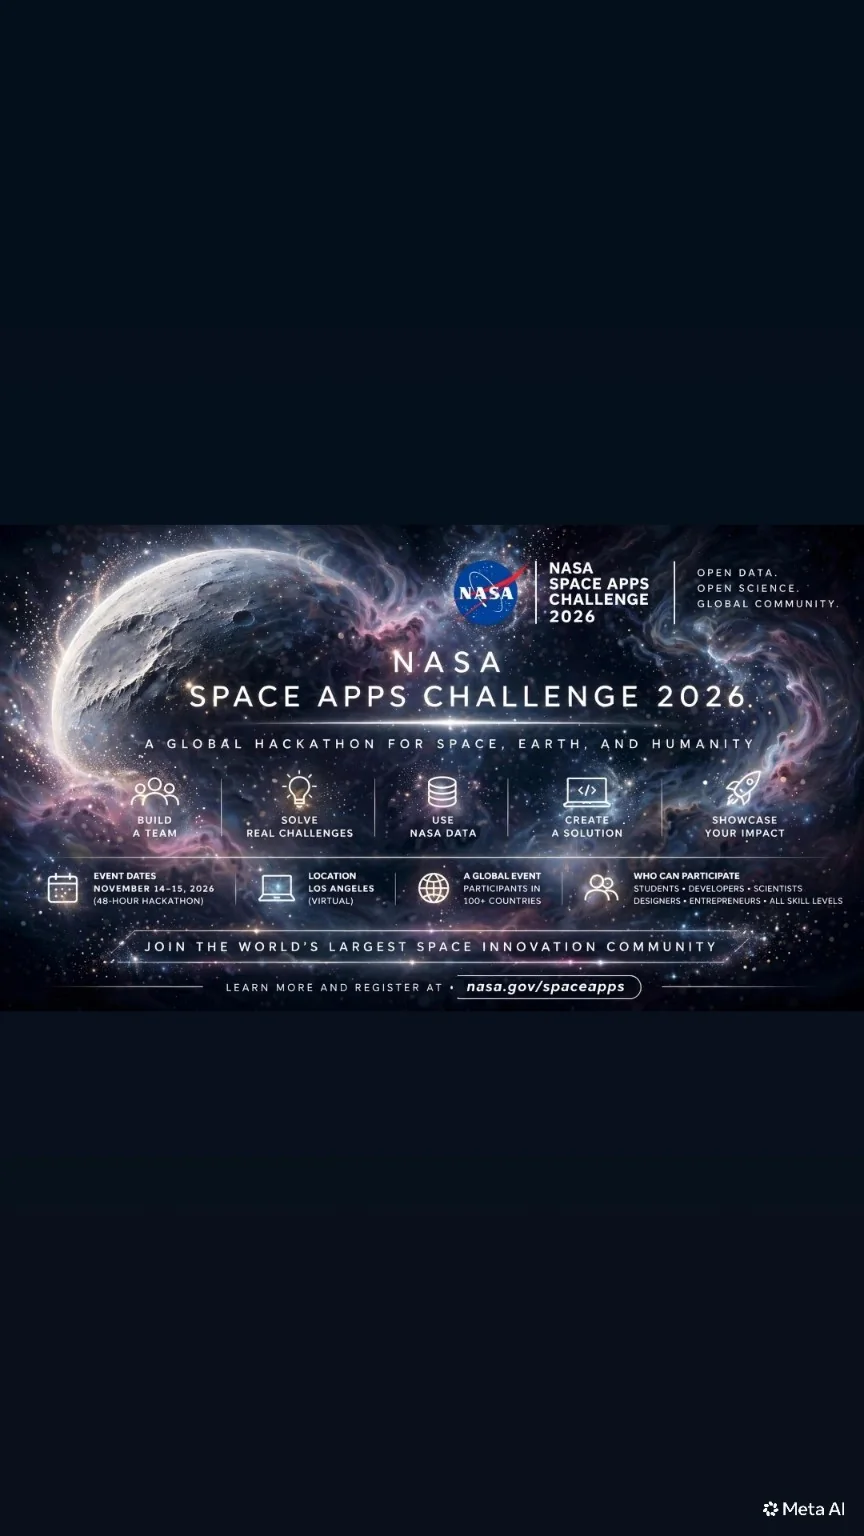 NASA
NASA
SPACE APPS
CHALLENGE
2026
OPEN DATA.
OPEN SCIENCE.
GLOBAL COMMUNITY.
NASA
SPACE APPS CHALLENGE 2026.
A GLOBAL HACKATHON FOR SPACE, EARTH, AND HUMANITY
BUILD
A TEAM
SOLVE
REAL CHALLENGES
USE
NASA DATA
</>
CREATE
A SOLUTION
SHOWCASE
YOUR IMPACT
EVENT DATES
NOVEMBER 14–15, 2026
(48-HOUR HACKATHON)
LOCATION
LOS ANGELES
(VIRTUAL)
A GLOBAL EVENT
PARTICIPANTS IN
100+ COUNTRIES
WHO CAN PARTICIPATE
STUDENTS • DEVELOPERS • SCIENTISTS
DESIGNERS • ENTREPRENEURS • ALL SKILL LEVELS
JOIN THE WORLD'S LARGEST SPACE INNOVATION COMMUNITY
LEARN MORE AND REGISTER AT • nasa.gov/spaceapps
Meta AI